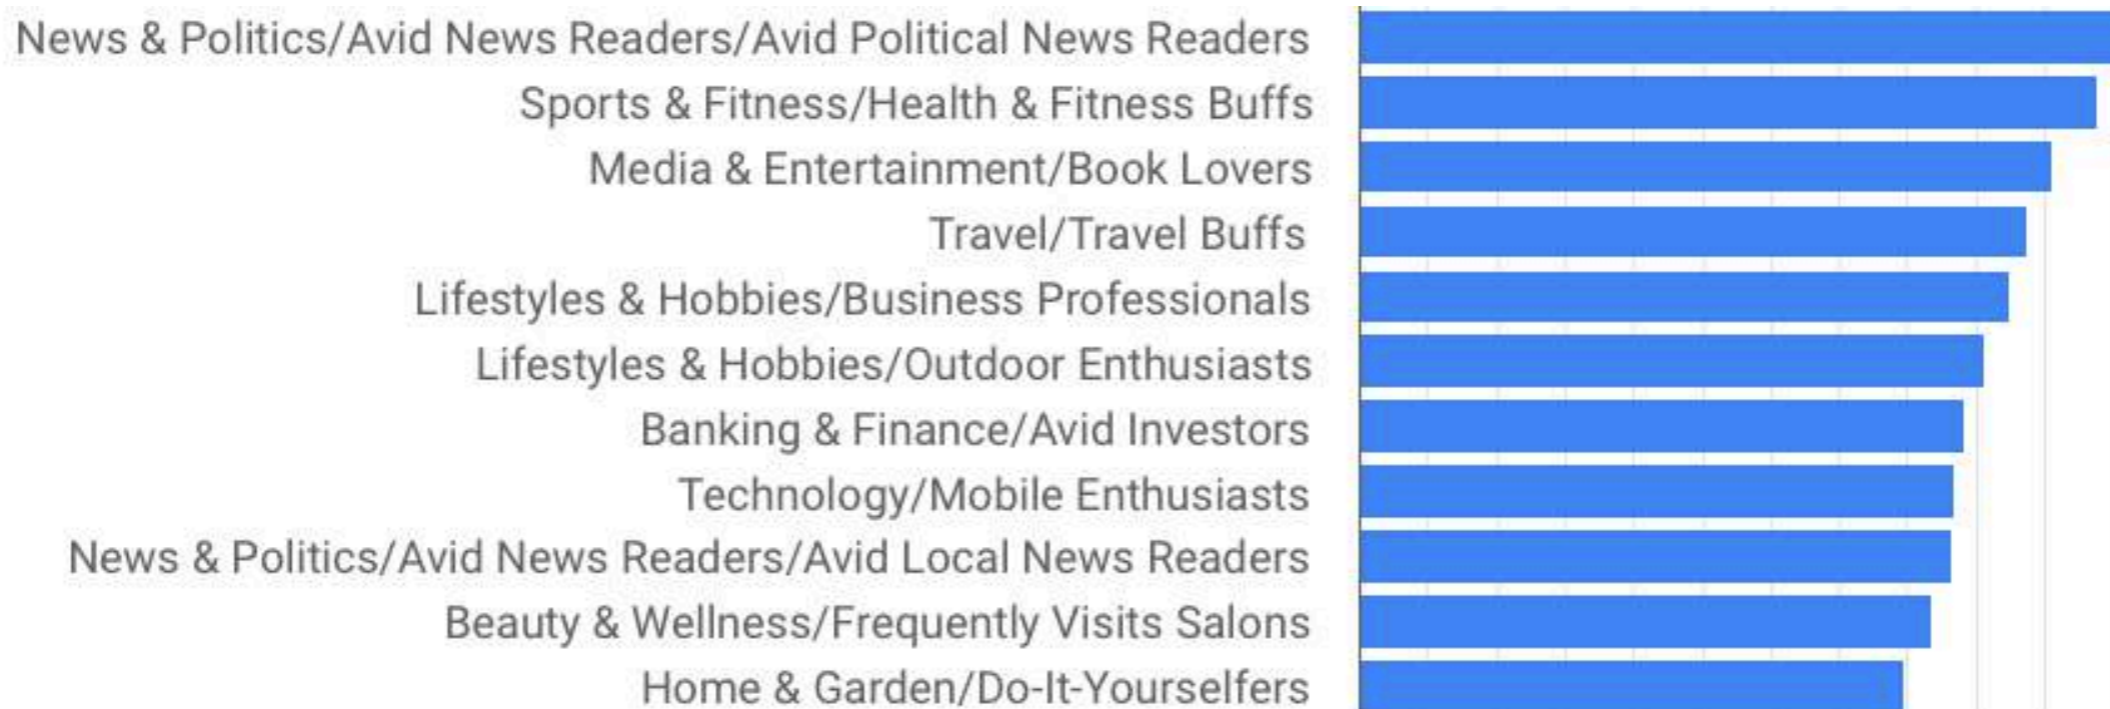 News & Politics/Avid News Readers/Avid Political News Readers
Sports & Fitness/Health & Fitness Buffs
Media & Entertainment/Book Lovers
Travel/Travel Buffs
Lifestyles & Hobbies/Business Professionals
Lifestyles & Hobbies/Outdoor Enthusiasts
Banking & Finance/Avid Investors
Technology/Mobile Enthusiasts
News & Politics/Avid News Readers/Avid Local News Readers
Beauty & Wellness/Frequently Visits Salons
Home & Garden/Do-It-Yourselfers